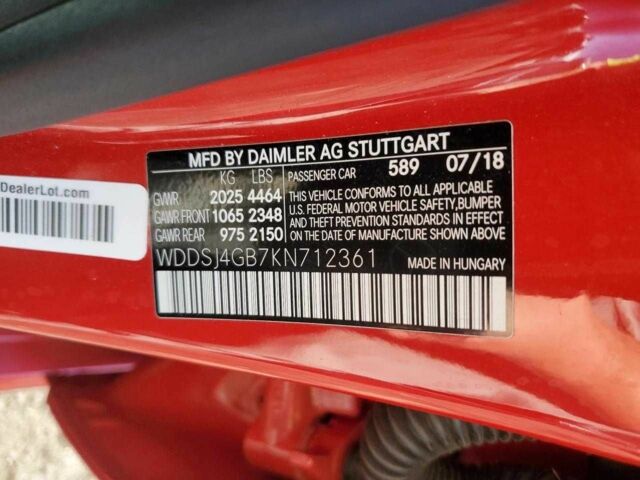 MFD BY DAIMLER AG STUTTGART
KG LBS PASSENGER CAR 589 07/18
GVWR 2025 4464
GAWR FRONT 1065 2348
GAWR REAR 975 2150
THIS VEHICLE CONFORMS TO ALL APPLICABLE
U.S. FEDERAL MOTOR VEHICLE SAFETY, BUMPER
AND THEFT PREVENTION STANDARDS IN EFFECT
ON THE DATE OF MANUFACTURE SHOWN ABOVE.
WDDSJ4GB7KN712361 MADE IN HUNGARY
DealerLot.com